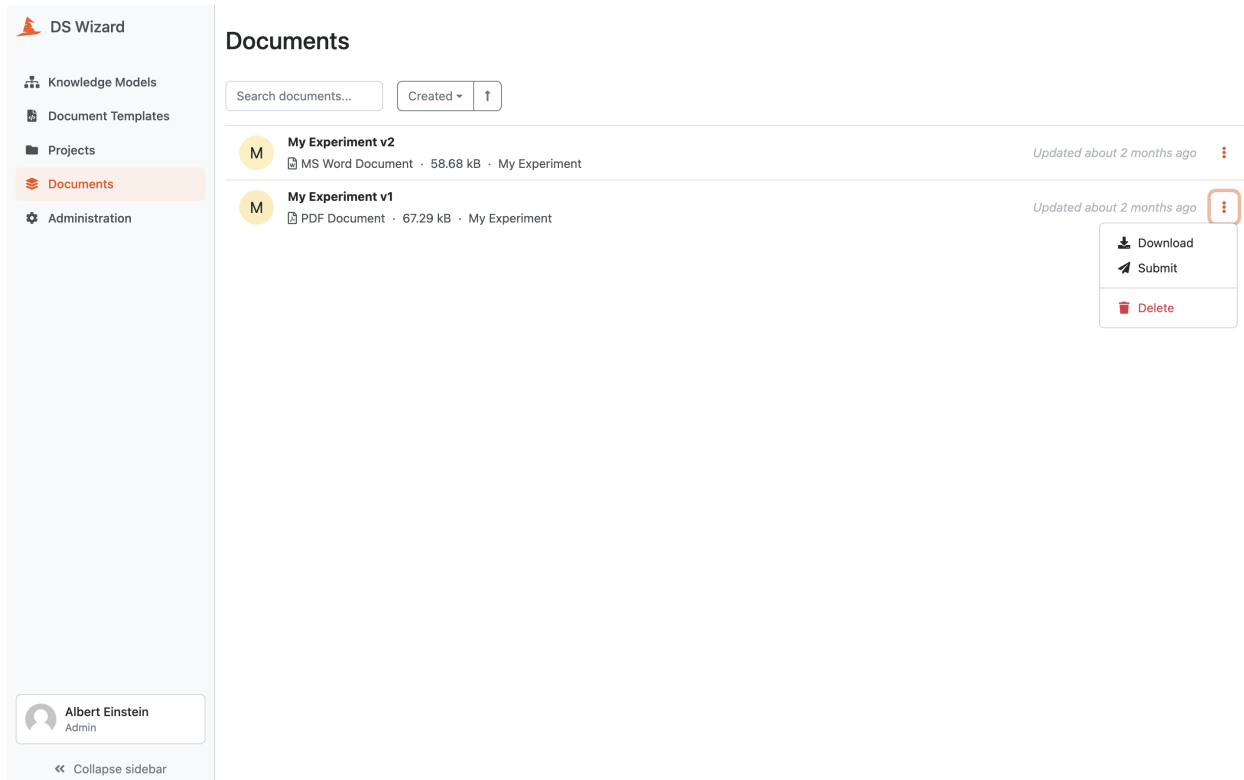 DS Wizard
Knowledge Models
Document Templates
Projects
Documents
Administration
Albert Einstein
Admin
Collapse sidebar
Documents
Search documents...
Created
M
My Experiment v2
MS Word Document · 58.68 kB · My Experiment
Updated about 2 months ago
M
My Experiment v1
PDF Document · 67.29 kB · My Experiment
Updated about 2 months ago
Download
Submit
Delete